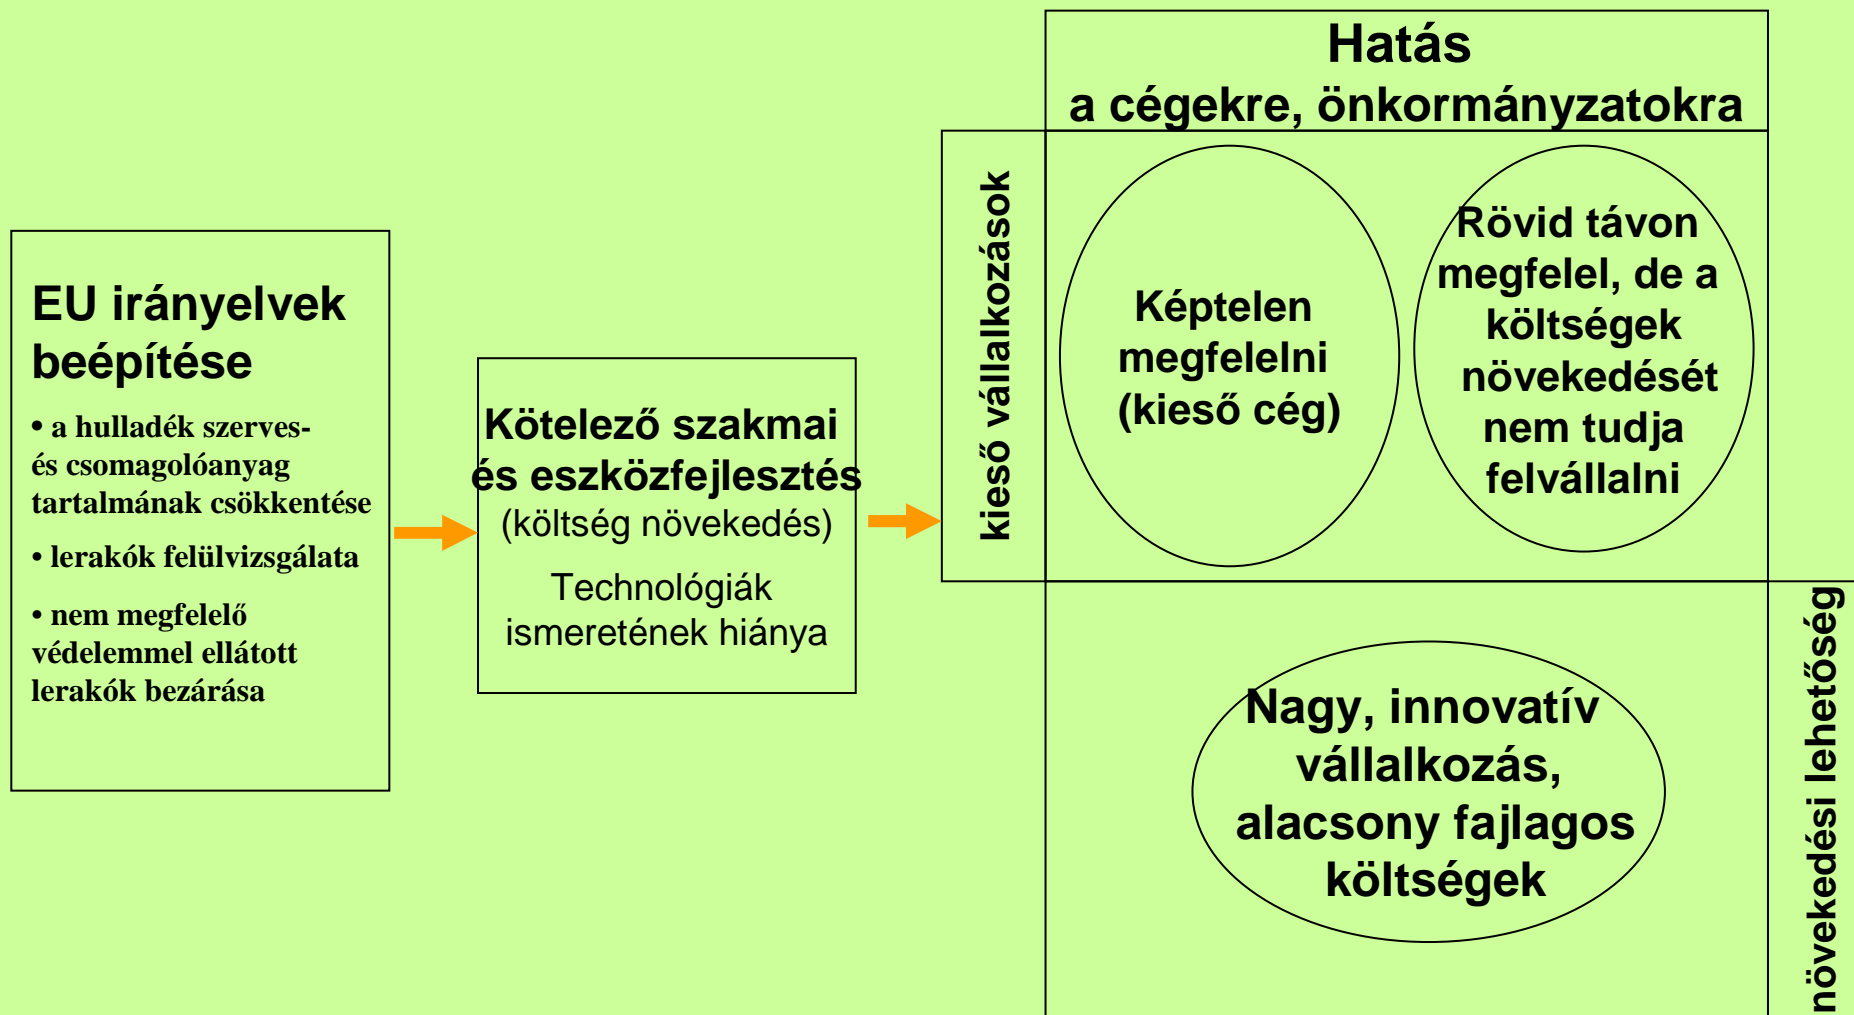 EU irányelvek
beépítése
• a hulladék szerves-
és csomagolóanyag
tartalmának csökkentése
• lerakók felülvizsgálata
• nem megfelelő
védelemmel ellátott
lerakók bezárása
Kötelező szakmai
és eszközfejlesztés
(költség növekedés)
Technológiák
ismeretének hiánya
Hatás
a cégekre, önkormányzatokra
kieső vállalkozások
Képtelen
megfelelni
(kieső cég)
Rövid távon
megfelel, de a
költségek
növekedését
nem tudja
felvállalni
Nagy, innovatív
vállalkozás,
alacsony fajlagos
költségek
növekedési lehetőség